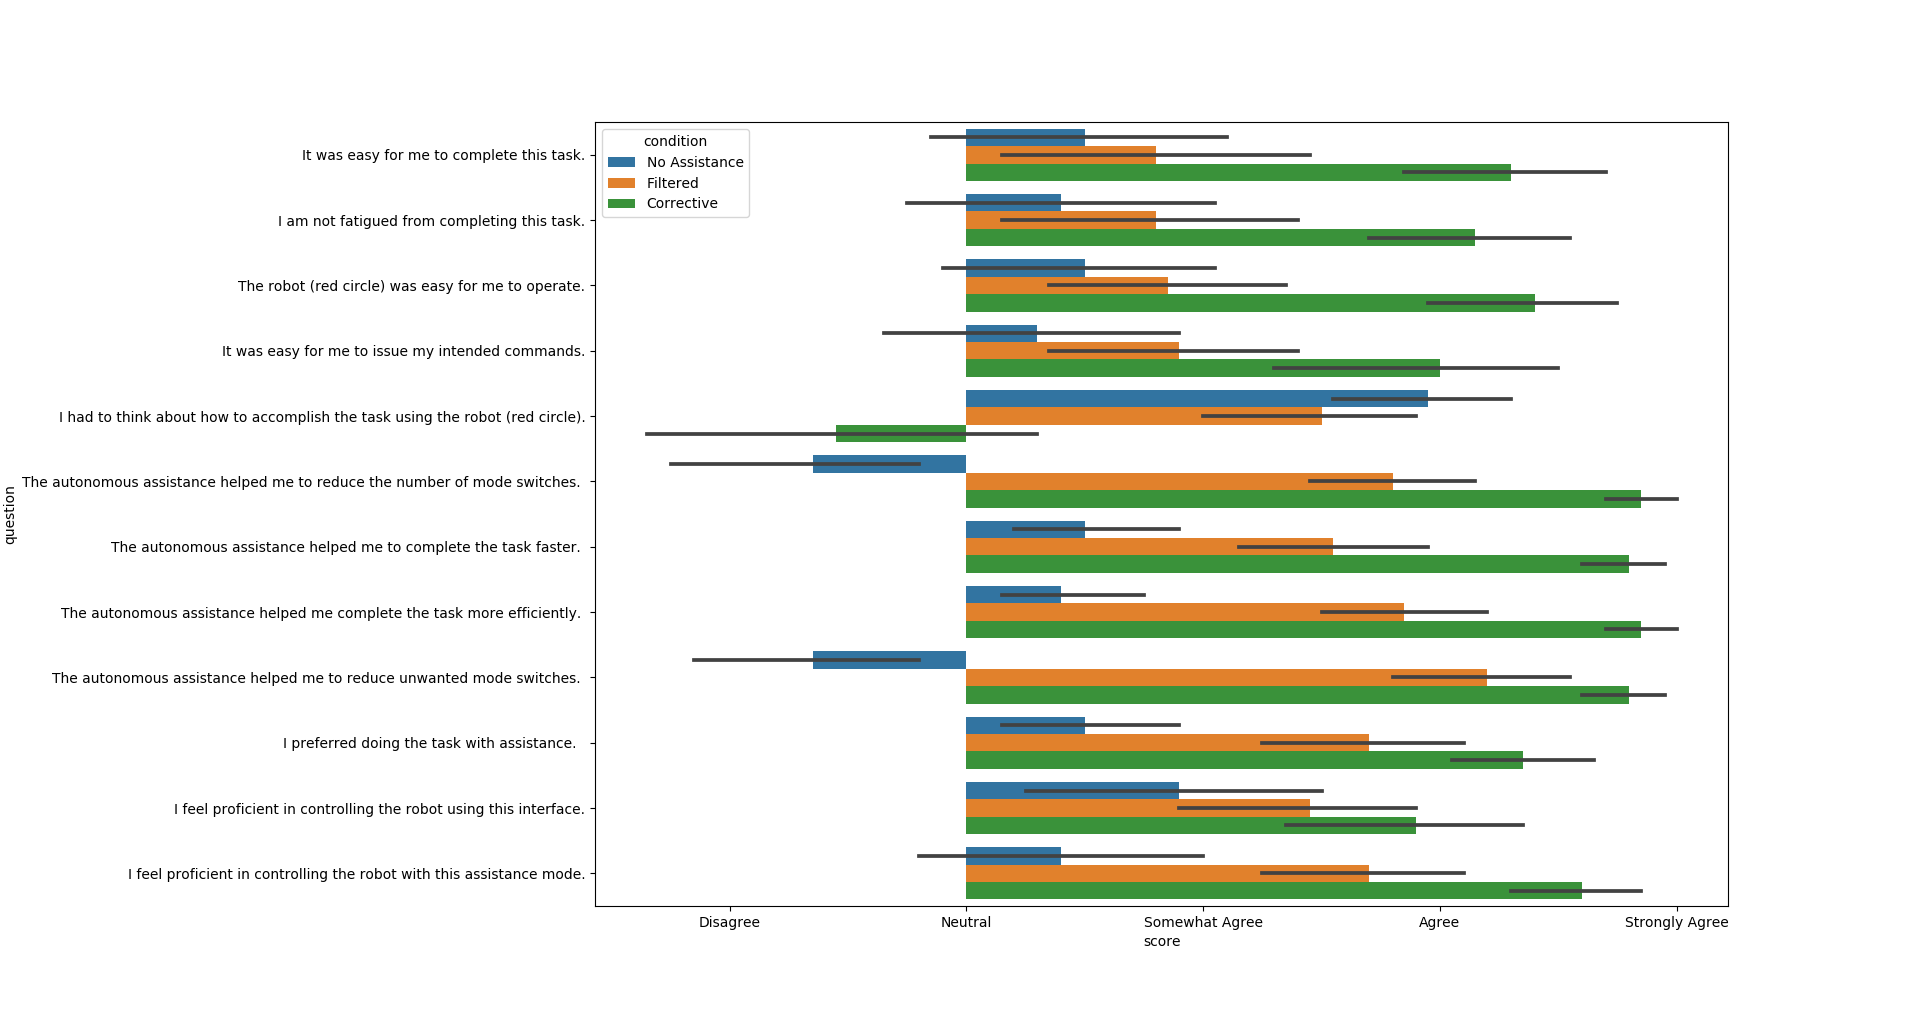 condition
No Assistance
Filtered
Corrective
It was easy for me to complete this task.
I am not fatigued from completing this task.
The robot (red circle) was easy for me to operate.
It was easy for me to issue my intended commands.
I had to think about how to accomplish the task using the robot (red circle).
The autonomous assistance helped me to reduce the number of mode switches.
The autonomous assistance helped me to complete the task faster.
The autonomous assistance helped me complete the task more efficiently.
The autonomous assistance helped me to reduce unwanted mode switches.
I preferred doing the task with assistance.
I feel proficient in controlling the robot using this interface.
I feel proficient in controlling the robot with this assistance mode.
question
Disagree Neutral Somewhat Agree Agree Strongly Agree
score